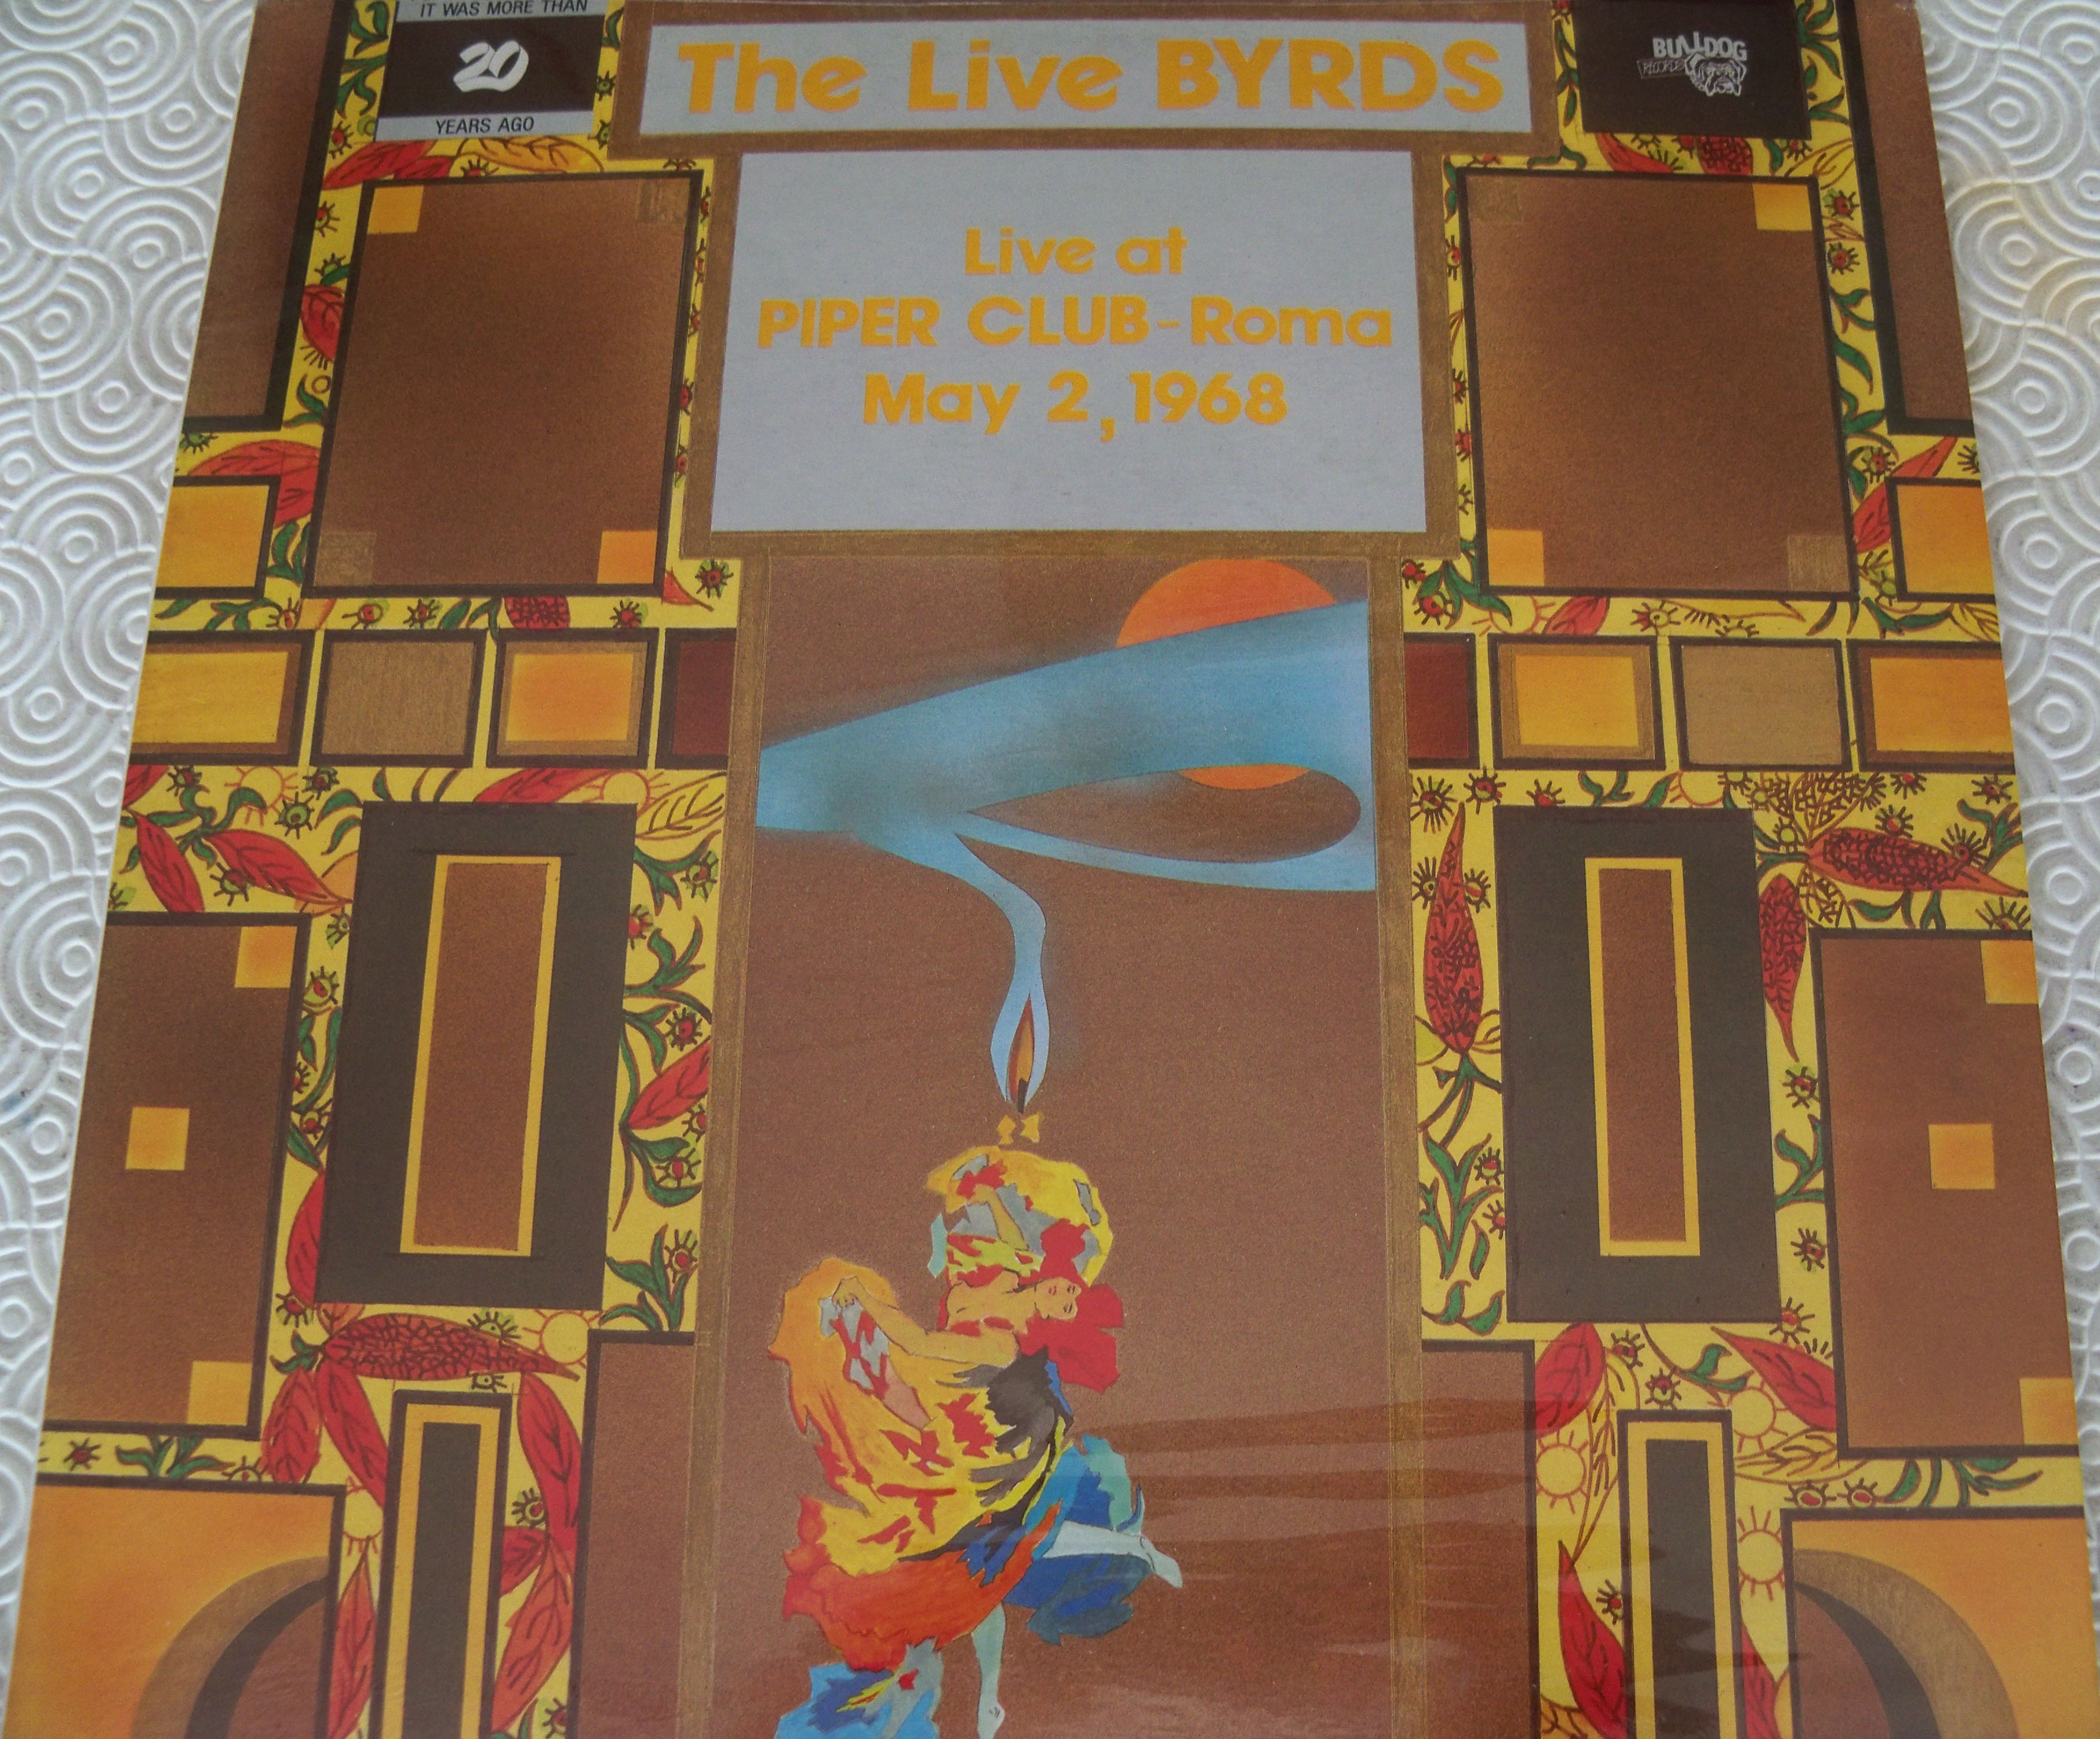 IT WAS MORE THAN
20
YEARS AGO
The Live BYRDS
BULLDOG
RECORDS
Live at
PIPER CLUB-Roma
May 2, 1968